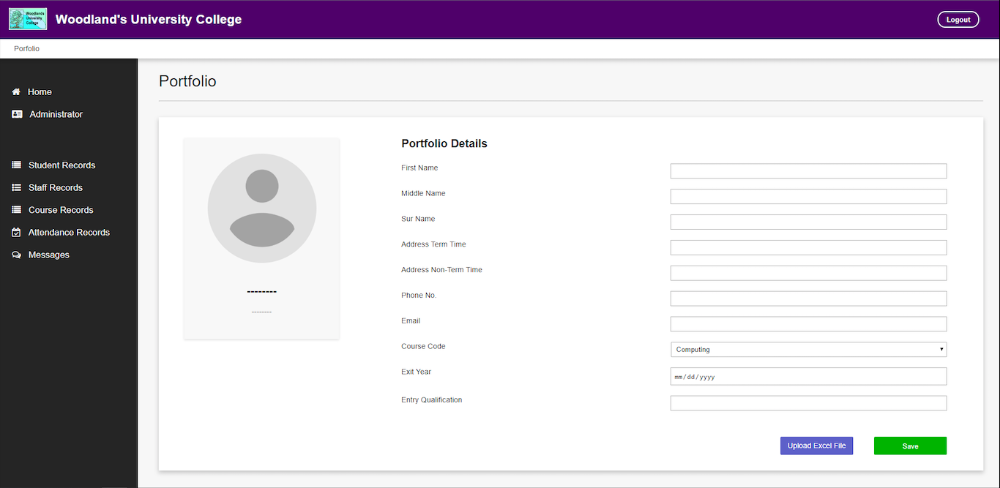 Woodlands
University
College
Woodland's University College
Logout
Porfolio
Home
Administrator
Student Records
Staff Records
Course Records
Attendance Records
Messages
Portfolio
--------
--------
Portfolio Details
First Name
Middle Name
Sur Name
Address Term Time
Address Non-Term Time
Phone No.
Email
Course Code
Computing
Exit Year
mm/dd/yyyy
Entry Qualification
Upload Excel File
Save